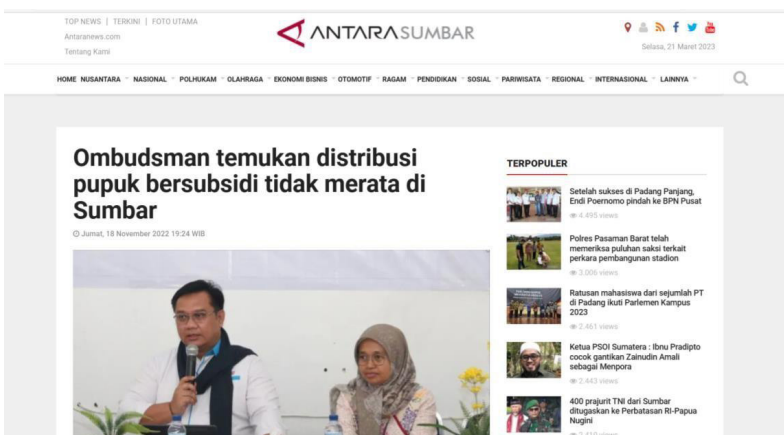 TOP NEWS | TERKINI | FOTO UTAMA
Antaranews.com
Tentang Kami
ANTARA SUMBAR
Selasa, 21 Maret 2023
HOME NUSANTARA NASIONAL POLHUKAM OLAHRAGA EKONOMI BISNIS OTOMOTIF RAGAM PENDIDIKAN SOSIAL PARIWISATA REGIONAL INTERNASIONAL LAINNYA
Ombudsman temukan distribusi
pupuk bersubsidi tidak merata di
Sumbar
Jumat, 18 November 2022 19:24 WIB
TERPOPULER
Setelah sukses di Padang Panjang,
Endi Poernomo pindah ke BPN Pusat
4.495 views
Polres Pasaman Barat telah
memeriksa puluhan saksi terkait
perkara pembangunan stadion
3.006 views
Ratusan mahasiswa dari sejumlah PT
di Padang ikuti Parlemen Kampus
2023
2.461 views
Ketua PSOI Sumatera : Ibnu Pradipto
cocok gantikan Zainudin Amali
sebagai Menpora
2.443 views
400 prajurit TNI dari Sumbar
ditugaskan ke Perbatasan RI-Papua
Nugini
views